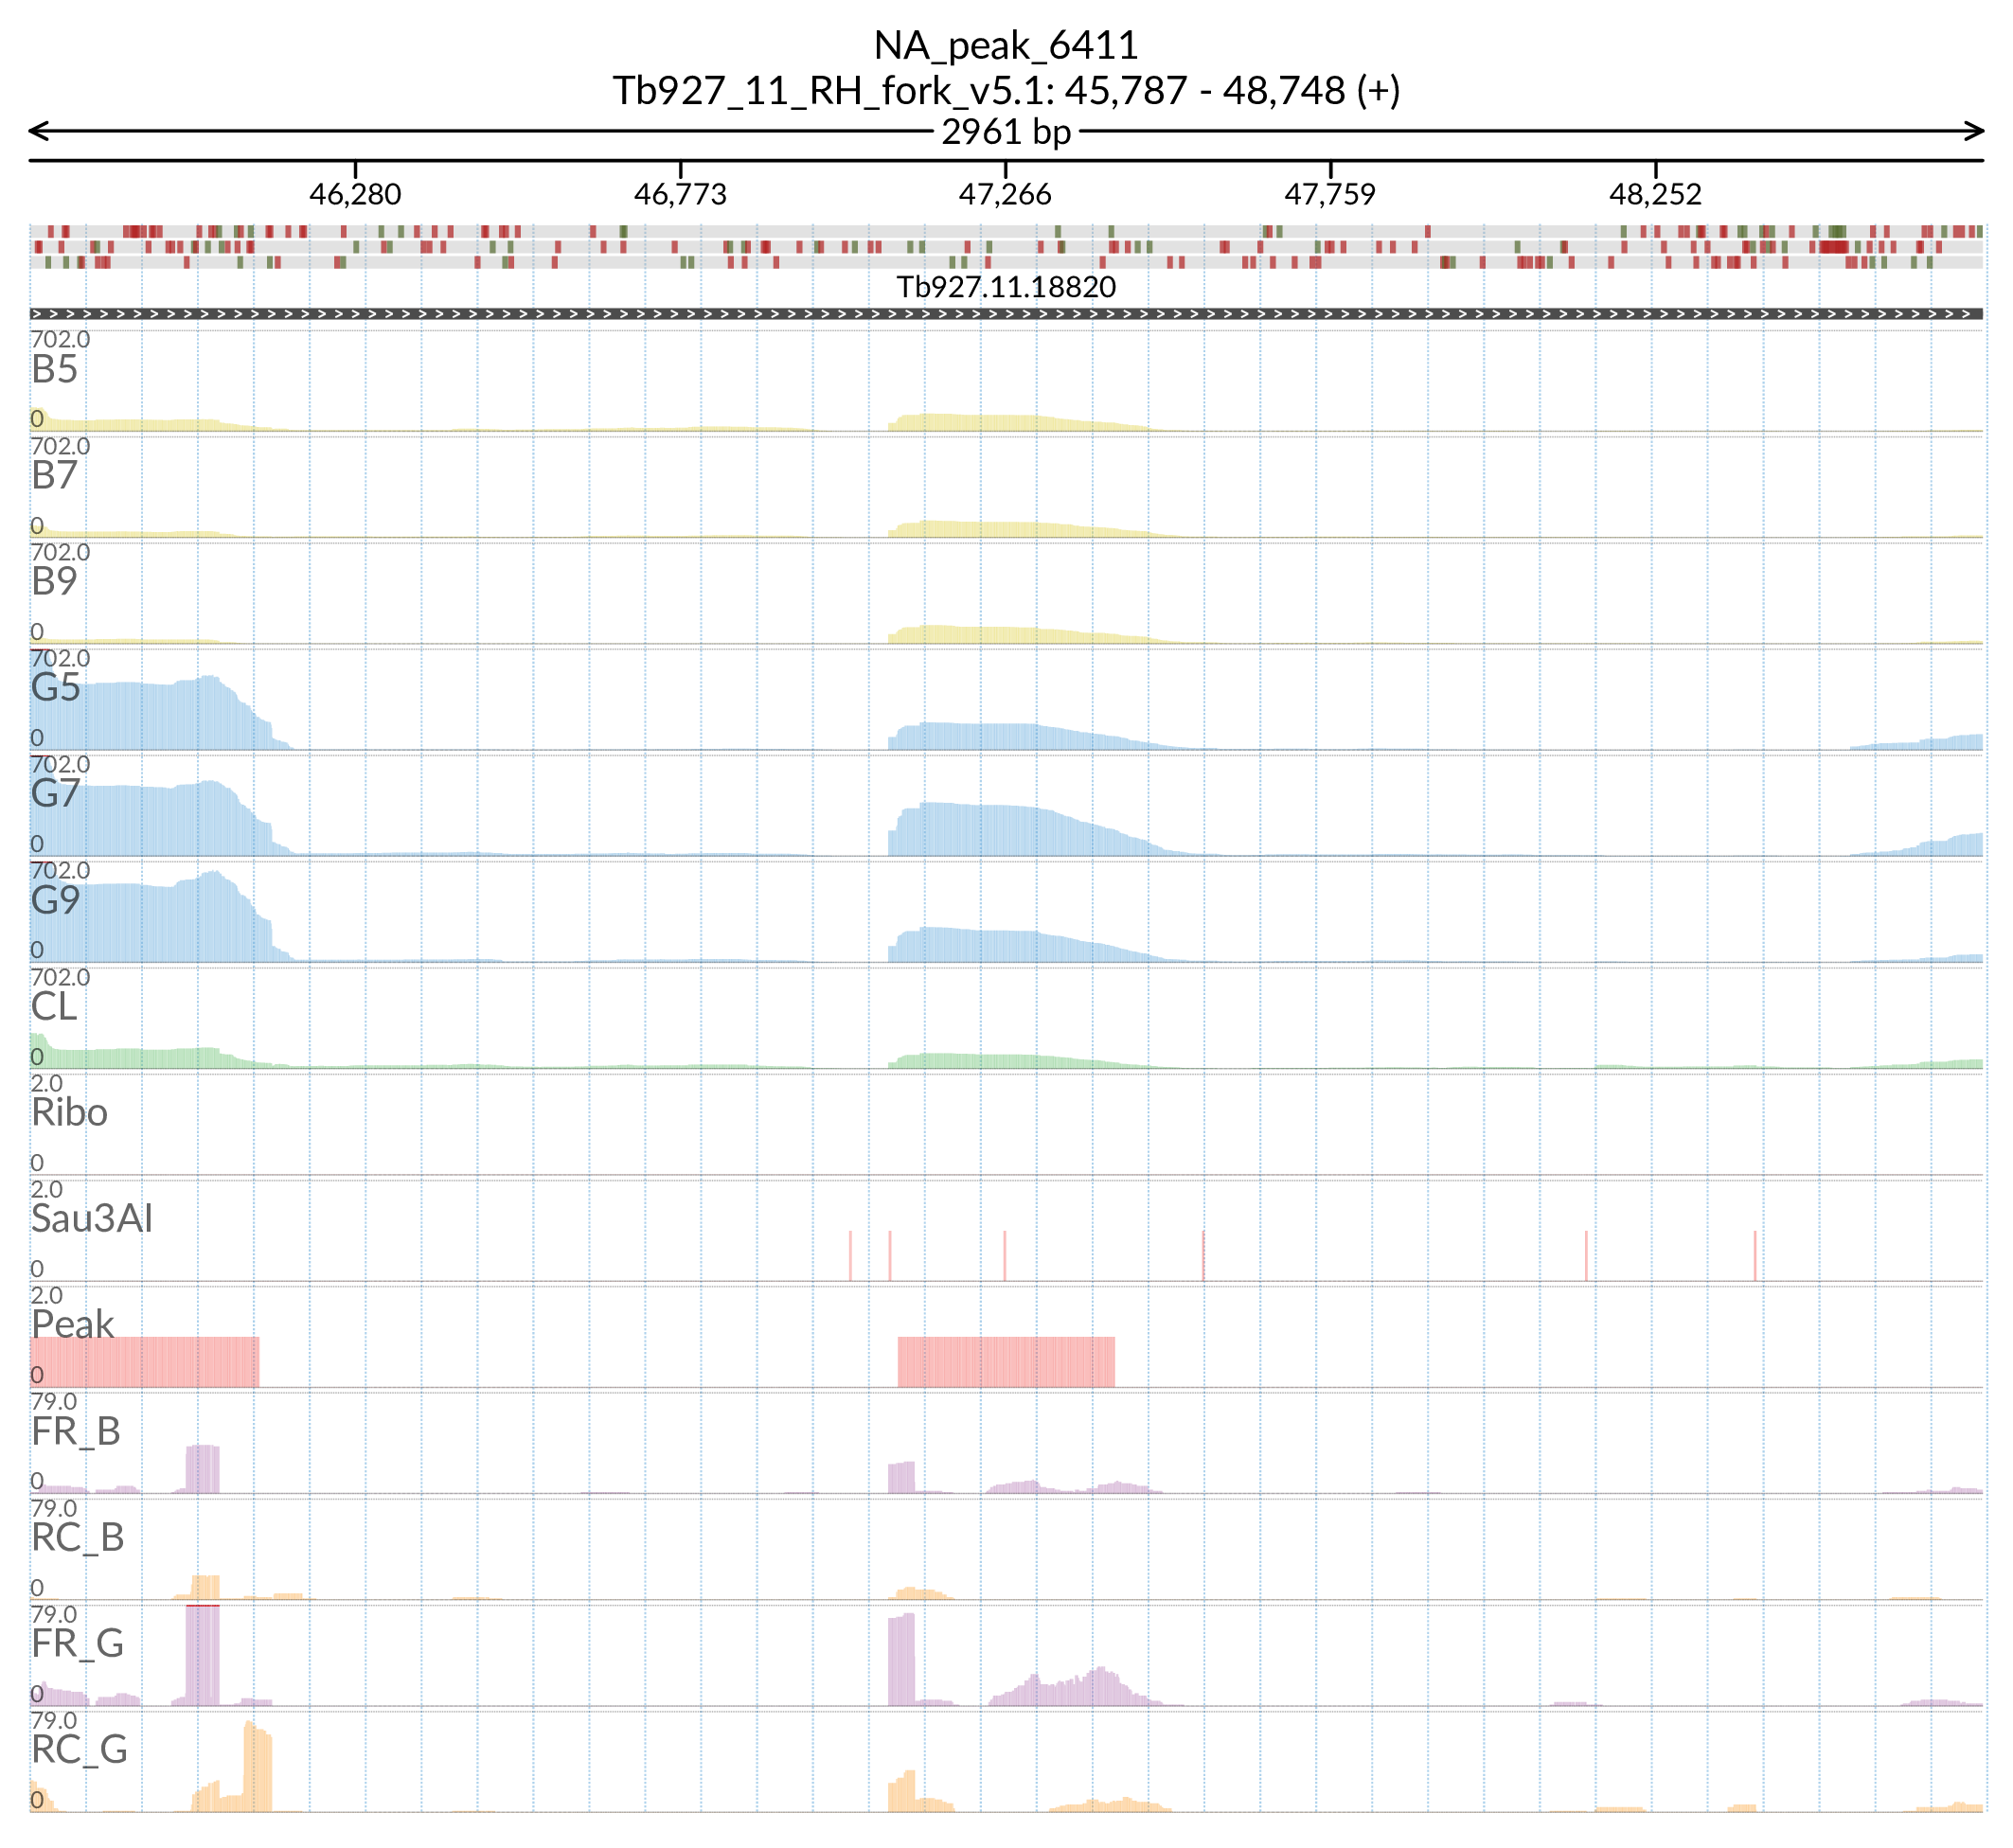 NA_peak_6411
Tb927_11_RH_fork_v5.1: 45,787 - 48,748 (+)
2961 bp
46,280 46,773 47,266 47,759 48,252
Tb927.11.18820
702.0
B5
0
702.0
B7
0
702.0
B9
0
702.0
G5
0
702.0
G7
0
702.0
G9
0
702.0
CL
0
2.0
Ribo
0
2.0
Sau3AI
0
2.0
Peak
0
79.0
FR_B
0
79.0
RC_B
0
79.0
FR_G
0
79.0
RC_G
0